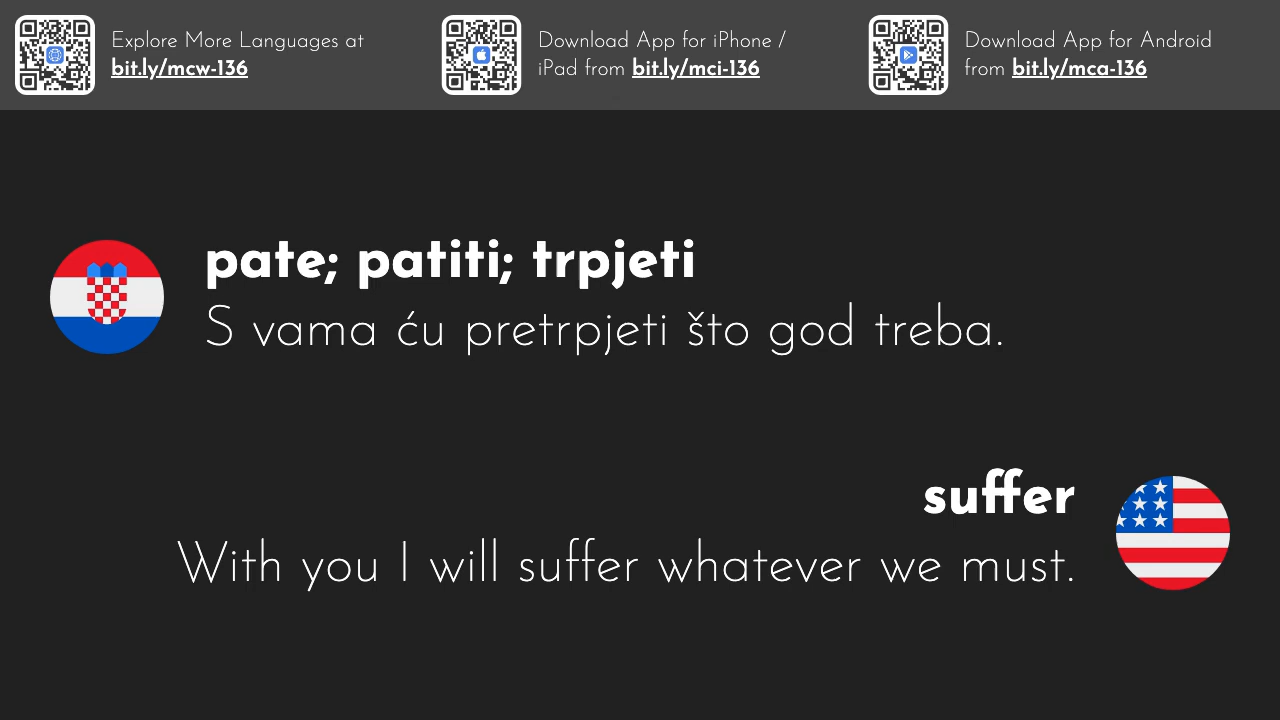 Explore More Languages at
bit.ly/mcw-136
Download App for iPhone /
iPad from bit.ly/mci-136
Download App for Android
from bit.ly/mca-136
pate; patiti; trpjeti
S vama ću pretrpjeti što god treba.
suffer
With you I will suffer whatever we must.